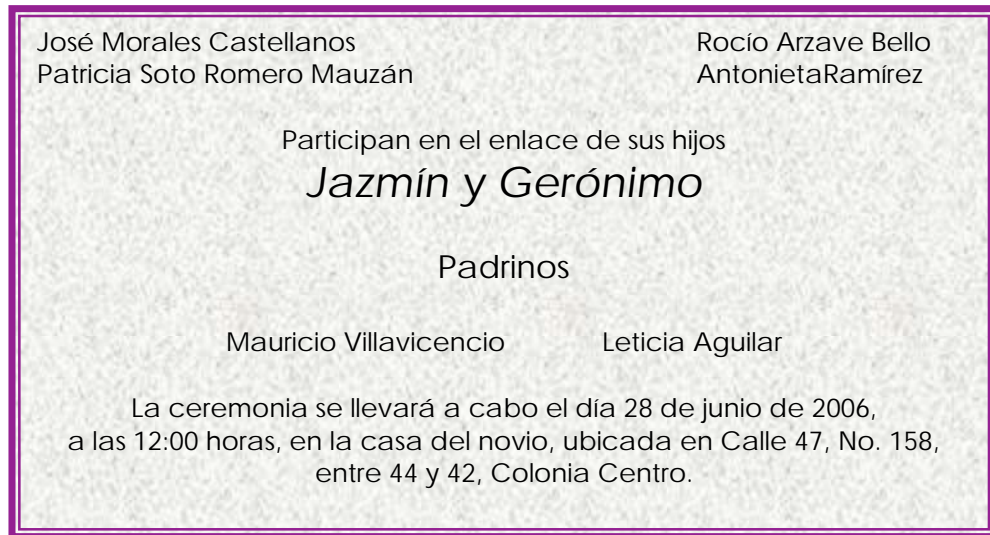 José Morales Castellanos Rocío Arzave Bello
Patricia Soto Romero Mauzán AntonietaRamírez
Participan en el enlace de sus hijos
Jazmín y Gerónimo
Padrinos
Mauricio Villavicencio Leticia Aguilar
La ceremonia se llevará a cabo el día 28 de junio de 2006,
a las 12:00 horas, en la casa del novio, ubicada en Calle 47, No. 158,
entre 44 y 42, Colonia Centro.